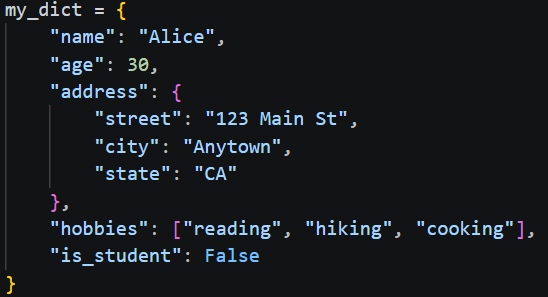 my_dict = {
    "name": "Alice",
    "age": 30,
    "address": {
        "street": "123 Main St",
        "city": "Anytown",
        "state": "CA"
    },
    "hobbies": ["reading", "hiking", "cooking"],
    "is_student": False
}